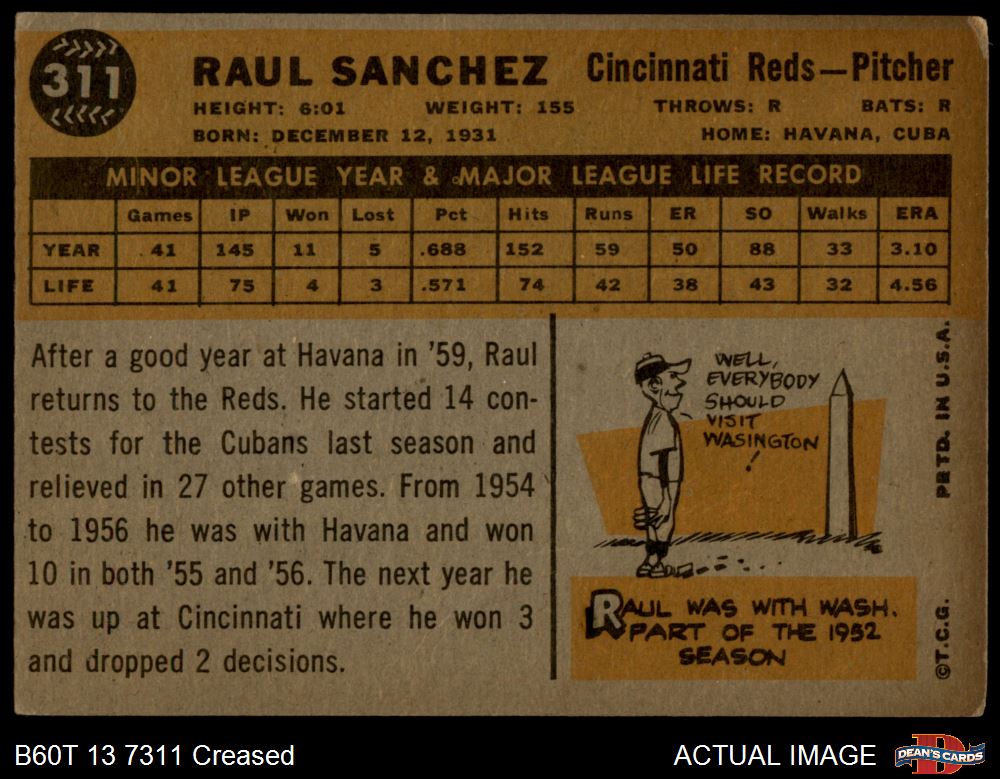 311
RAUL SANCHEZ Cincinnati Reds—Pitcher
HEIGHT: 6:01 WEIGHT: 155 THROWS: R BATS: R
BORN: DECEMBER 12, 1931 HOME: HAVANA, CUBA
MINOR LEAGUE YEAR & MAJOR LEAGUE LIFE RECORD
Games IP Won Lost Pct Hits Runs ER SO Walks ERA
YEAR 41 145 11 5 .688 152 59 50 88 33 3.10
LIFE 41 75 4 3 .571 74 42 38 43 32 4.56
After a good year at Havana in '59, Raul
returns to the Reds. He started 14 con-
tests for the Cubans last season and
relieved in 27 other games. From 1954
to 1956 he was with Havana and won
10 in both '55 and '56. The next year he
was up at Cincinnati where he won 3
and dropped 2 decisions.
WELL,
EVERYBODY
SHOULD
VISIT
WASINGTON
!
RAUL WAS WITH WASH.
PART OF THE 1952
SEASON
©T.C.G. PRTD. IN U.S.A.
B60T 13 7311 Creased ACTUAL IMAGE
DEAN'S CARDS